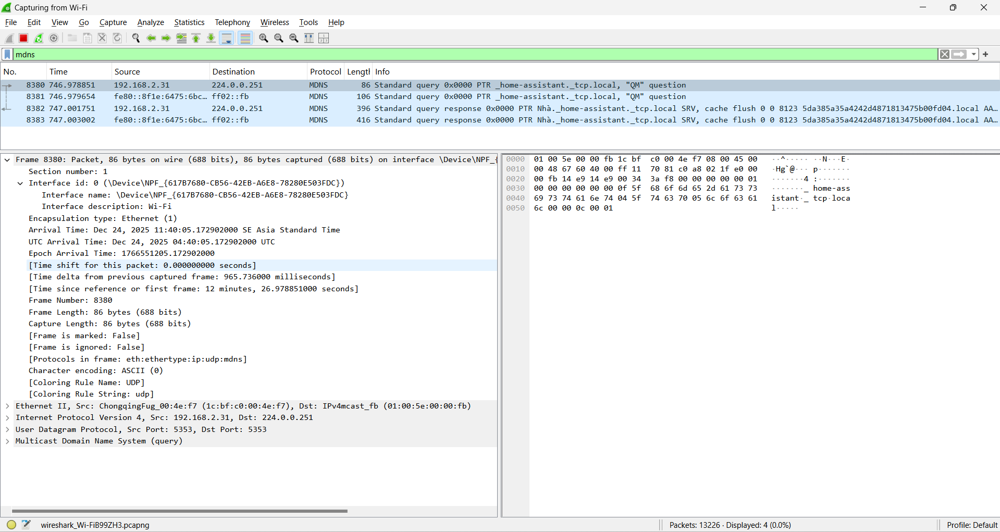 Capturing from Wi-Fi
File Edit View Go Capture Analyze Statistics Telephony Wireless Tools Help
mdns
No. Time Source Destination Protocol Length Info
8380 746.978851 192.168.2.31 224.0.0.251 MDNS 86 Standard query 0x0000 PTR _home-assistant._tcp.local, "QM" question
8381 746.979654 fe80::8f1e:6475:6bc… ff02::fb MDNS 106 Standard query 0x0000 PTR _home-assistant._tcp.local, "QM" question
8382 747.001751 192.168.2.31 224.0.0.251 MDNS 396 Standard query response 0x0000 PTR Nhà._home-assistant._tcp.local SRV, cache flush 0 0 8123 5da385a35a4242d4871813475b00fd04.local AA…
8383 747.003002 fe80::8f1e:6475:6bc… ff02::fb MDNS 416 Standard query response 0x0000 PTR Nhà._home-assistant._tcp.local SRV, cache flush 0 0 8123 5da385a35a4242d4871813475b00fd04.local AA…
Frame 8380: Packet, 86 bytes on wire (688 bits), 86 bytes captured (688 bits) on interface \Device\NPF_{
Section number: 1
Interface id: 0 (\Device\NPF_{617B7680-CB56-42EB-A6E8-78280E503FDC})
Interface name: \Device\NPF_{617B7680-CB56-42EB-A6E8-78280E503FDC}
Interface description: Wi-Fi
Encapsulation type: Ethernet (1)
Arrival Time: Dec 24, 2025 11:40:05.172902000 SE Asia Standard Time
UTC Arrival Time: Dec 24, 2025 04:40:05.172902000 UTC
Epoch Arrival Time: 1766551205.172902000
[Time shift for this packet: 0.000000000 seconds]
[Time delta from previous captured frame: 965.736000 milliseconds]
[Time since reference or first frame: 12 minutes, 26.978851000 seconds]
Frame Number: 8380
Frame Length: 86 bytes (688 bits)
Capture Length: 86 bytes (688 bits)
[Frame is marked: False]
[Frame is ignored: False]
[Protocols in frame: eth:ethertype:ip:udp:mdns]
Character encoding: ASCII (0)
[Coloring Rule Name: UDP]
[Coloring Rule String: udp]
Ethernet II, Src: ChongqingFug_00:4e:f7 (1c:bf:c0:00:4e:f7), Dst: IPv4mcast_fb (01:00:5e:00:00:fb)
Internet Protocol Version 4, Src: 192.168.2.31, Dst: 224.0.0.251
User Datagram Protocol, Src Port: 5353, Dst Port: 5353
Multicast Domain Name System (query)
0000 01 00 5e 00 00 fb 1c bf c0 00 4e f7 08 00 45 00 ··^····· ··N···E·
0010 00 48 67 60 40 00 ff 11 70 81 c0 a8 02 1f e0 00 ·Hg`@··· p·······
0020 00 fb 14 e9 14 e9 00 34 3a f8 00 00 00 00 00 01 ·······4 :·······
0030 00 00 00 00 00 00 0f 5f 68 6f 6d 65 2d 61 73 73 ·······_ home-ass
0040 69 73 74 61 6e 74 04 5f 74 63 70 05 6c 6f 63 61 istant·_ tcp·loca
0050 6c 00 00 0c 00 01 l·····
wireshark_Wi-FiB99ZH3.pcapng
Packets: 13226 · Displayed: 4 (0.0%)
Profile: Default